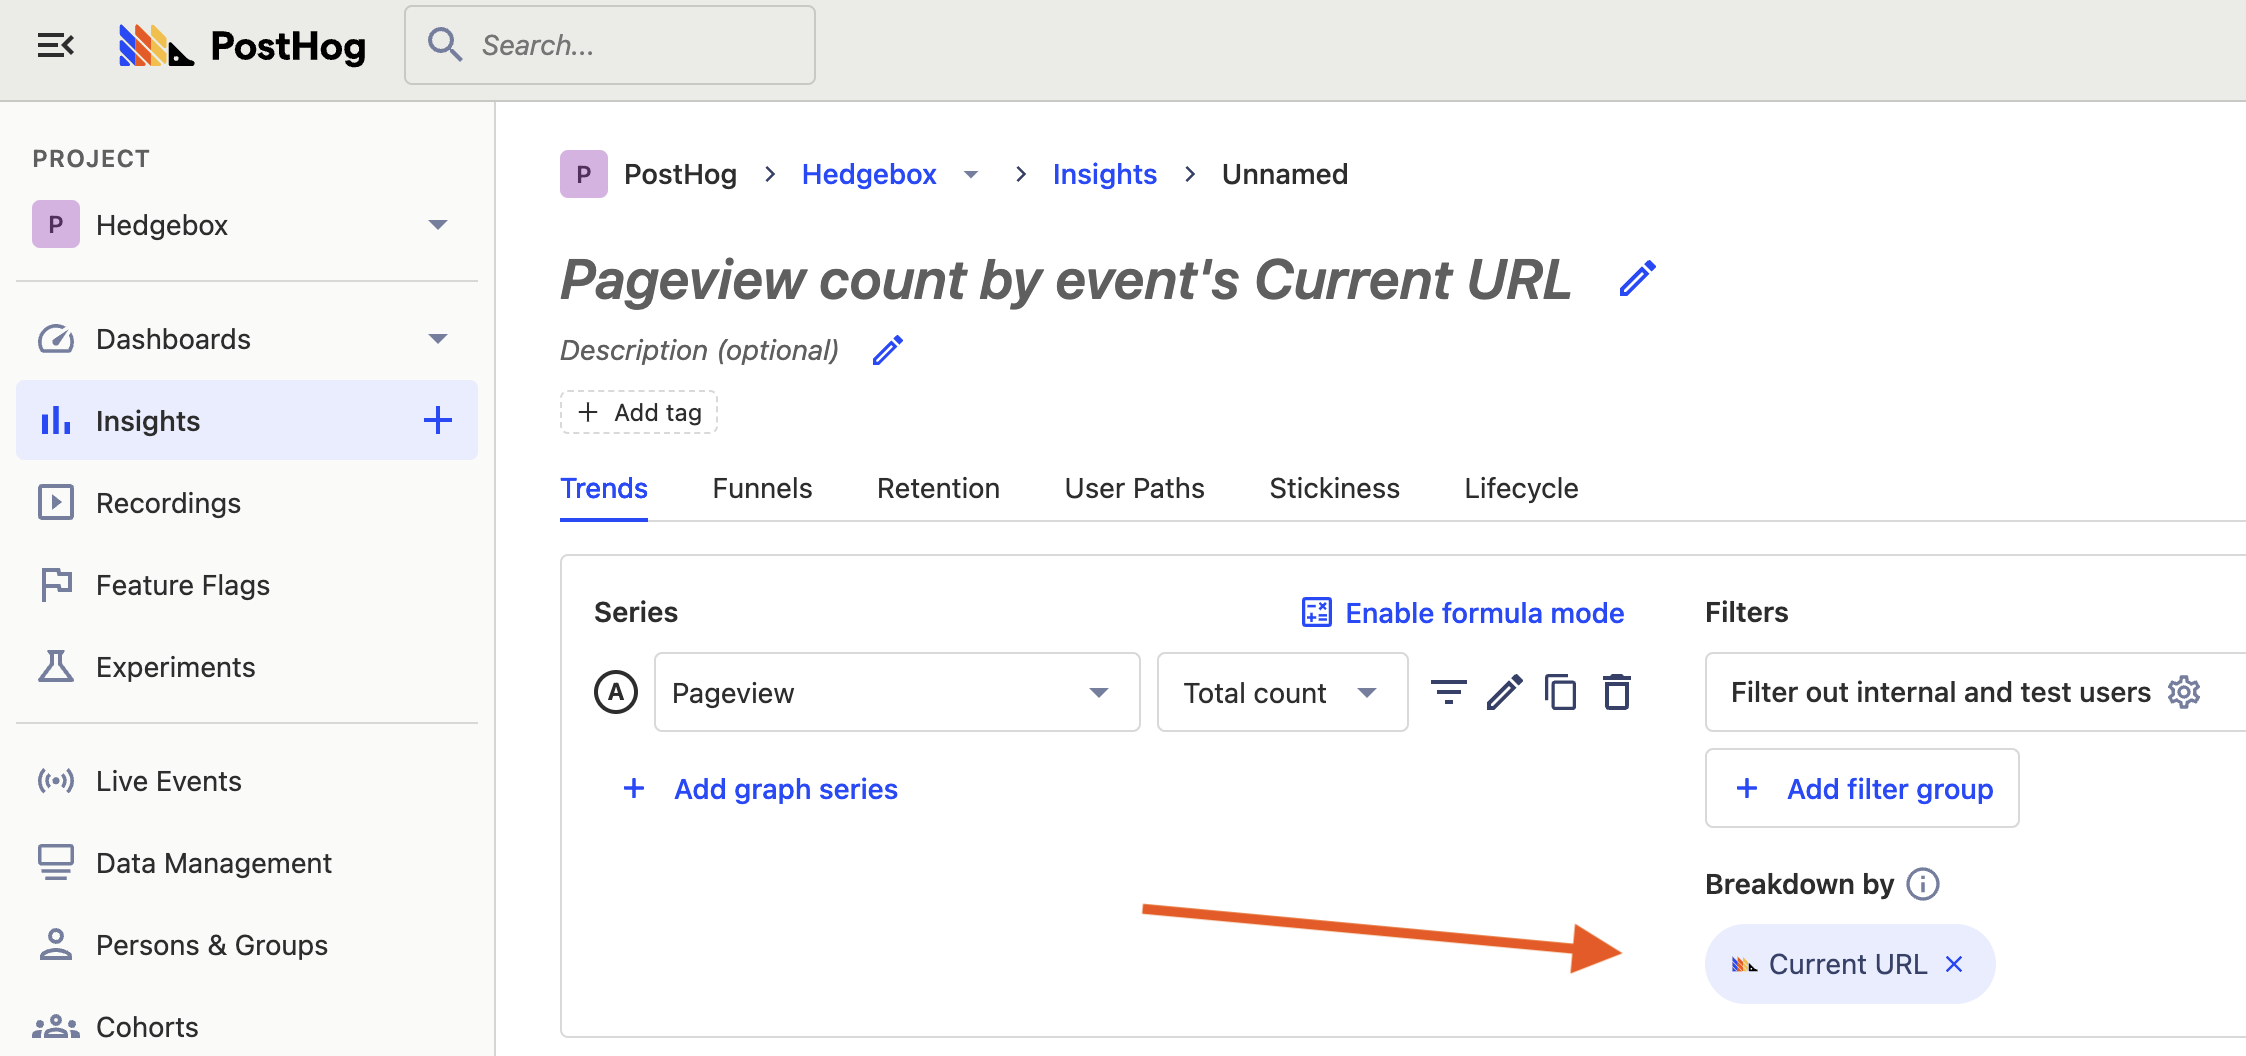 PostHog
Search...
PROJECT
P Hedgebox
Dashboards
Insights
Recordings
Feature Flags
Experiments
Live Events
Data Management
Persons & Groups
Cohorts
P PostHog > Hedgebox > Insights > Unnamed
Pageview count by event's Current URL
Description (optional)
+ Add tag
Trends Funnels Retention User Paths Stickiness Lifecycle
Series Enable formula mode
A Pageview Total count
+ Add graph series
Filters
Filter out internal and test users
+ Add filter group
Breakdown by
Current URL